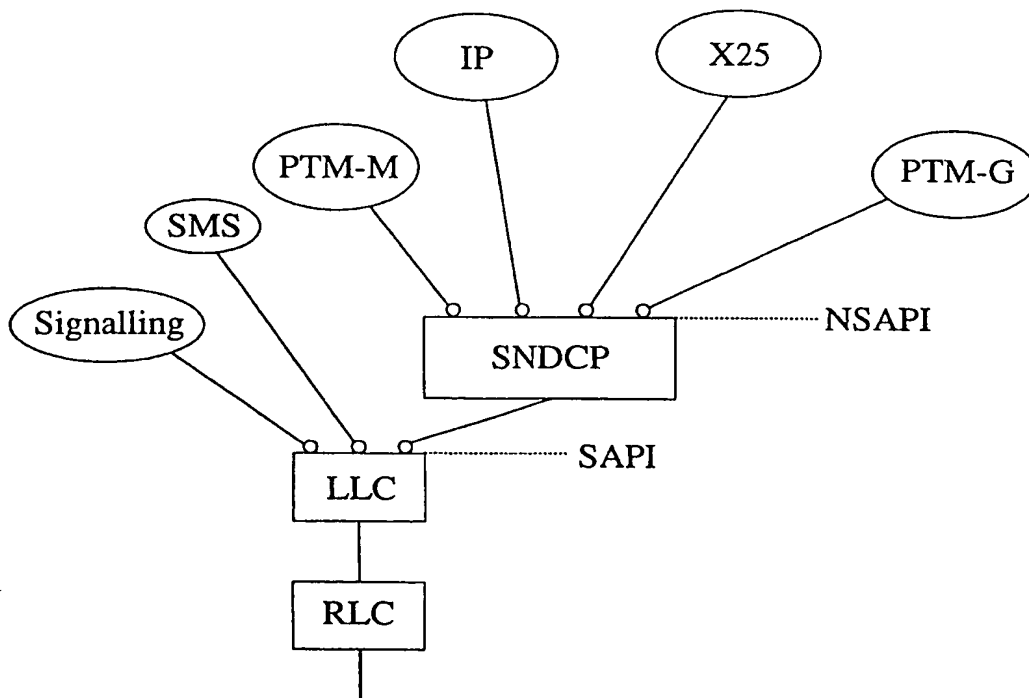 IP
X25
PTM-M
PTM-G
SMS
Signalling
NSAPI
SNDCP
SAPI
LLC
RLC